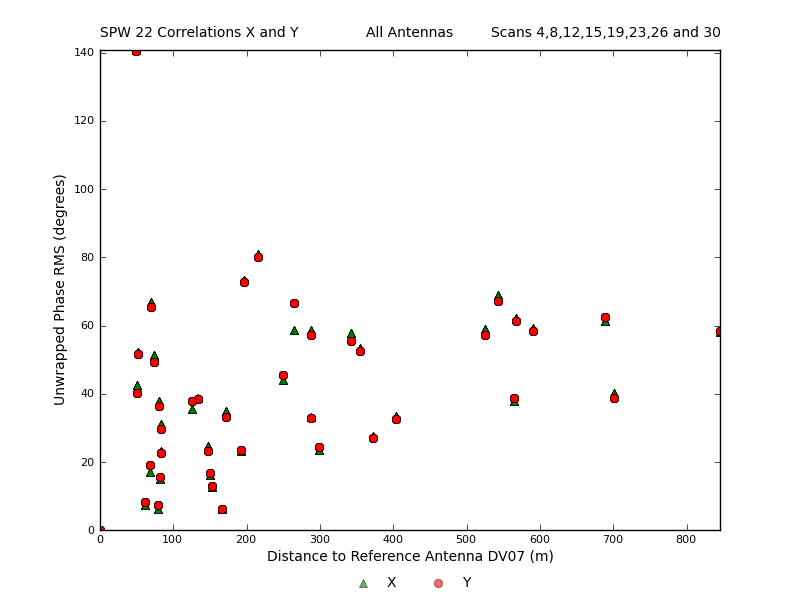 SPW 22 Correlations X and Y All Antennas Scans 4,8,12,15,19,23,26 and 30
140
120
100
80
60
40
20
0
Unwrapped Phase RMS (degrees)
0 100 200 300 400 500 600 700 800
Distance to Reference Antenna DV07 (m)
X Y